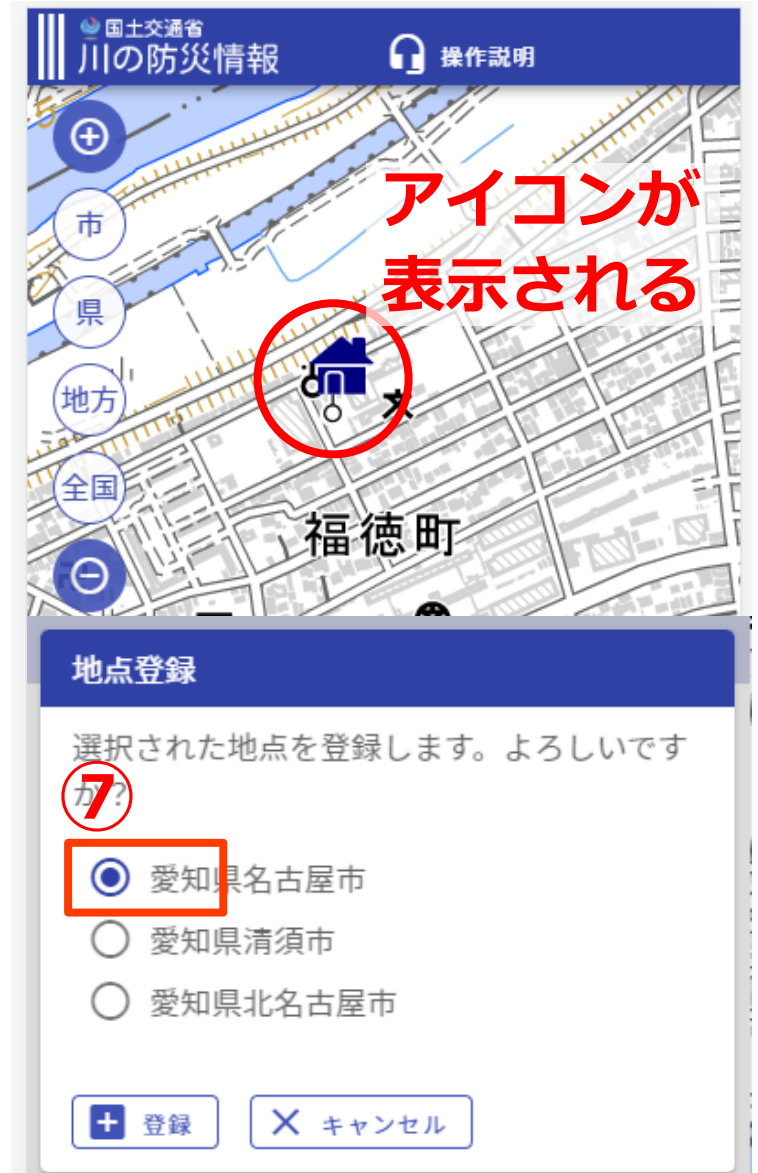 国土交通省
川の防災情報
操作説明
市
県
地方
全国
アイコンが
表示される
福徳町
地点登録
選択された地点を登録します。よろしいです
か?
⑦
愛知県名古屋市
愛知県清須市
愛知県北名古屋市
登録
キャンセル